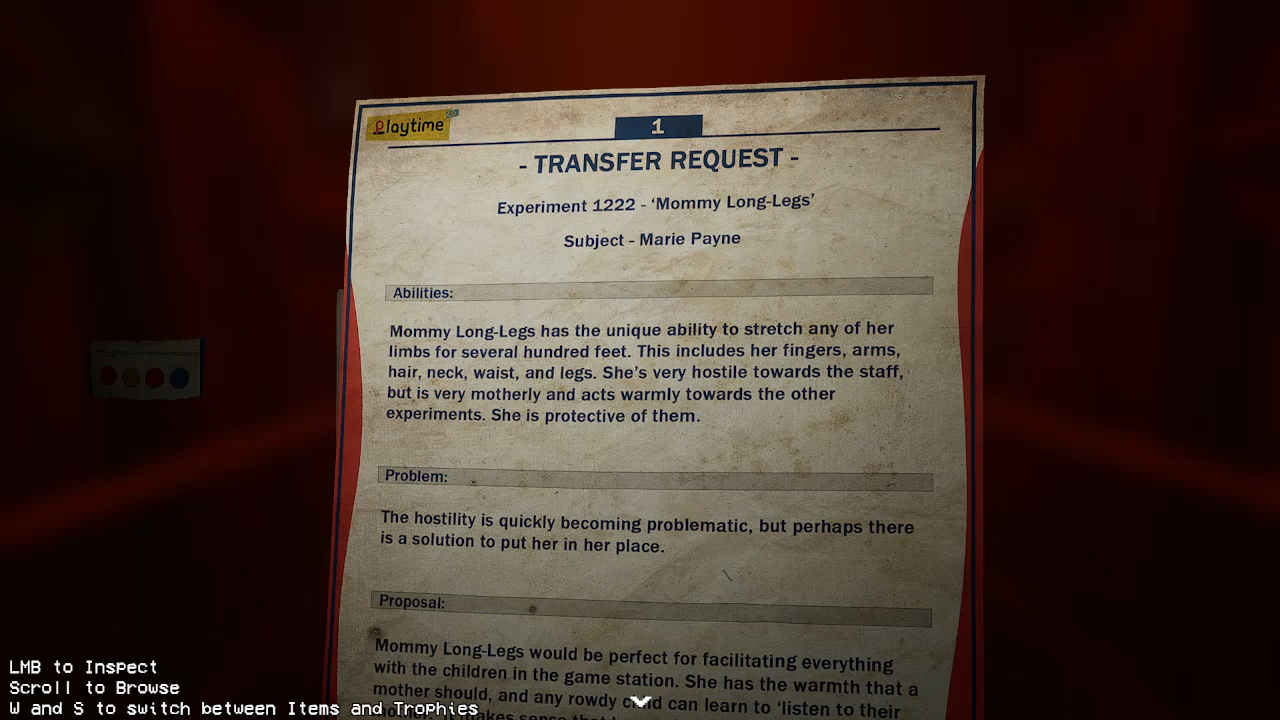 Playtime
CO
1
- TRANSFER REQUEST -
Experiment 1222 - ‘Mommy Long-Legs’
Subject - Marie Payne
Abilities:
Mommy Long-Legs has the unique ability to stretch any of her
limbs for several hundred feet. This includes her fingers, arms,
hair, neck, waist, and legs. She’s very hostile towards the staff,
but is very motherly and acts warmly towards the other
experiments. She is protective of them.
Problem:
The hostility is quickly becoming problematic, but perhaps there
is a solution to put her in her place.
Proposal:
Mommy Long-Legs would be perfect for facilitating everything
with the children in the game station. She has the warmth that a
mother should, and any rowdy child can learn to ‘listen to their
makes sense that
LMB to Inspect
Scroll to Browse
W and S to switch between Items and Trophies